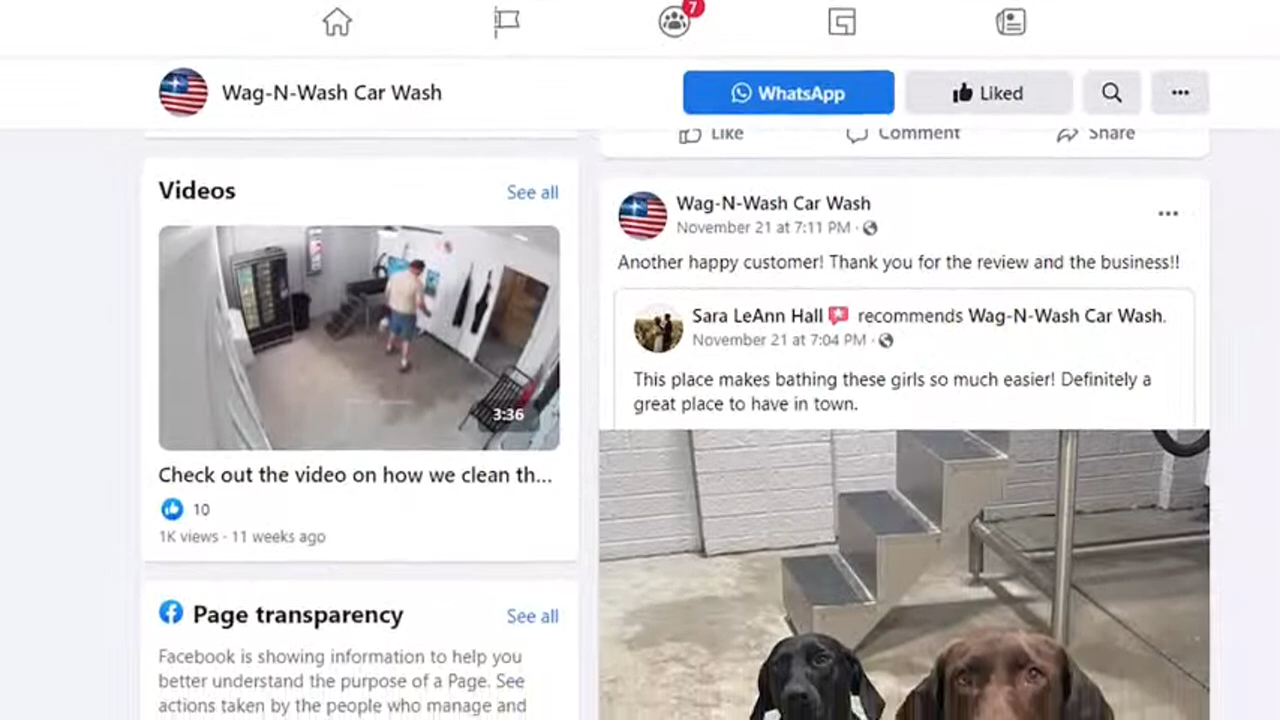 7
Wag-N-Wash Car Wash
WhatsApp
Liked
Like
Comment
Share
Videos
See all
3:36
Check out the video on how we clean th...
10
1K views · 11 weeks ago
Page transparency
See all
Facebook is showing information to help you
better understand the purpose of a Page. See
actions taken by the people who manage and
Wag-N-Wash Car Wash
November 21 at 7:11 PM ·
Another happy customer! Thank you for the review and the business!!
Sara LeAnn Hall recommends Wag-N-Wash Car Wash.
November 21 at 7:04 PM ·
This place makes bathing these girls so much easier! Definitely a
great place to have in town.